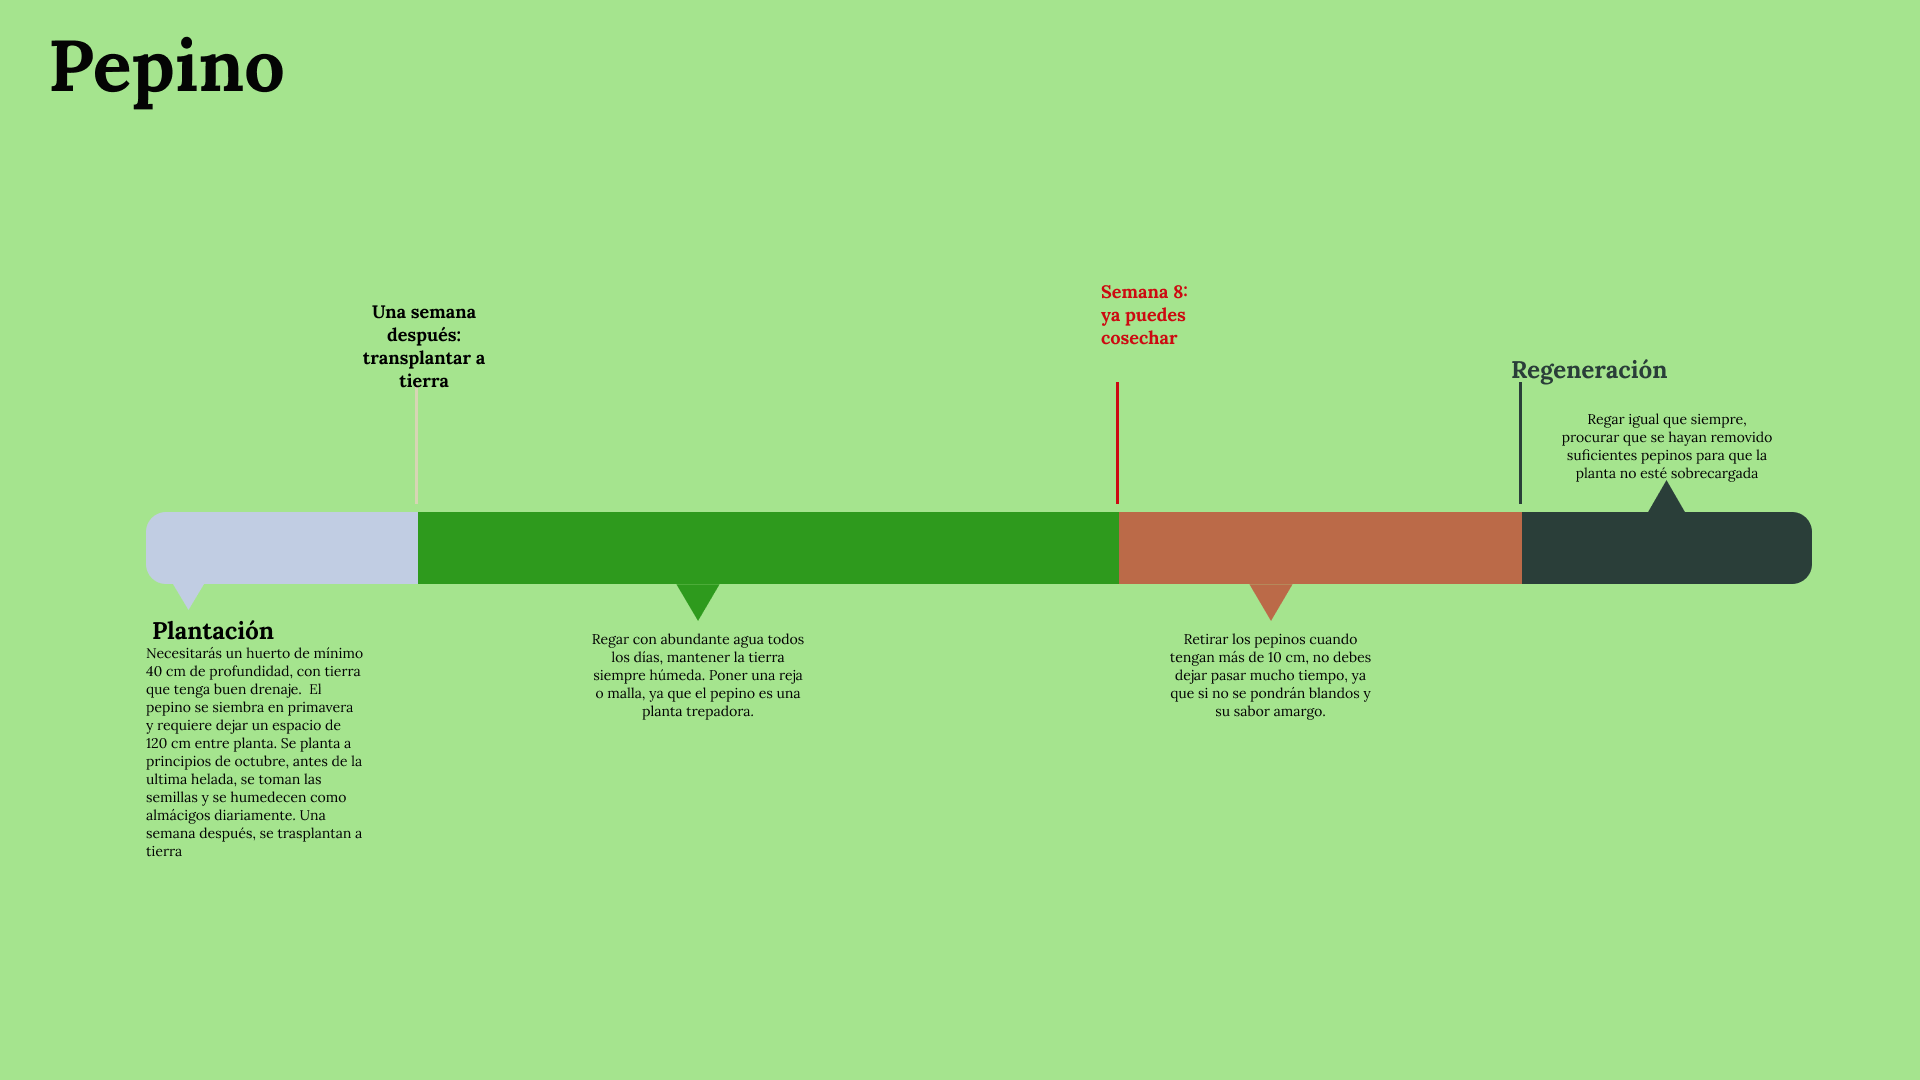 Pepino
Una semana
después:
transplantar a
tierra
Semana 8:
ya puedes
cosechar
Regeneración
Regar igual que siempre,
procurar que se hayan removido
suficientes pepinos para que la
planta no esté sobrecargada
Plantación
Necesitarás un huerto de mínimo
40 cm de profundidad, con tierra
que tenga buen drenaje.  El
pepino se siembra en primavera
y requiere dejar un espacio de
120 cm entre planta. Se planta a
principios de octubre, antes de la
ultima helada, se toman las
semillas y se humedecen como
almácigos diariamente. Una
semana después, se trasplantan a
tierra
Regar con abundante agua todos
los días, mantener la tierra
siempre húmeda. Poner una reja
o malla, ya que el pepino es una
planta trepadora.
Retirar los pepinos cuando
tengan más de 10 cm, no debes
dejar pasar mucho tiempo, ya
que si no se pondrán blandos y
su sabor amargo.